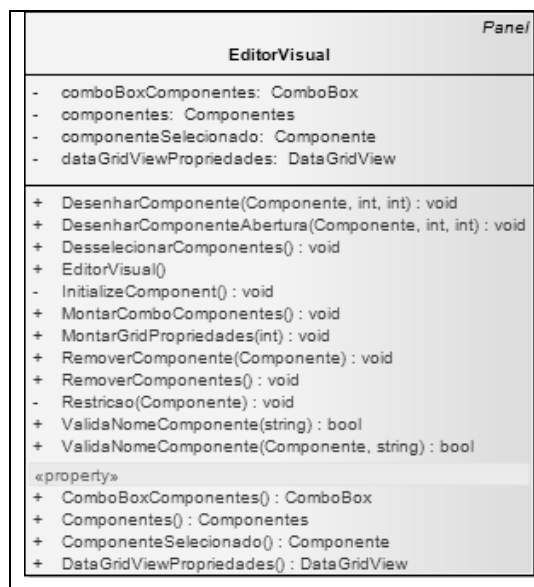 Panel
EditorVisual
- comboBoxComponentes: ComboBox
- componentes: Componentes
- componenteSelecionado: Componente
- dataGridViewPropriedades: DataGridView
+ DesenharComponente(Componente, int, int) : void
+ DesenharComponenteAbertura(Componente, int, int) : void
+ DesselecionarComponentes() : void
+ EditorVisual()
- InitializeComponent() : void
+ MontarComboComponentes() : void
+ MontarGridPropriedades(int) : void
+ RemoverComponente(Componente) : void
+ RemoverComponentes() : void
- Restricao(Componente) : void
+ ValidaNomeComponente(string) : bool
+ ValidaNomeComponente(Componente, string) : bool
«property»
+ ComboBoxComponentes() : ComboBox
+ Componentes() : Componentes
+ ComponenteSelecionado() : Componente
+ DataGridViewPropriedades() : DataGridView